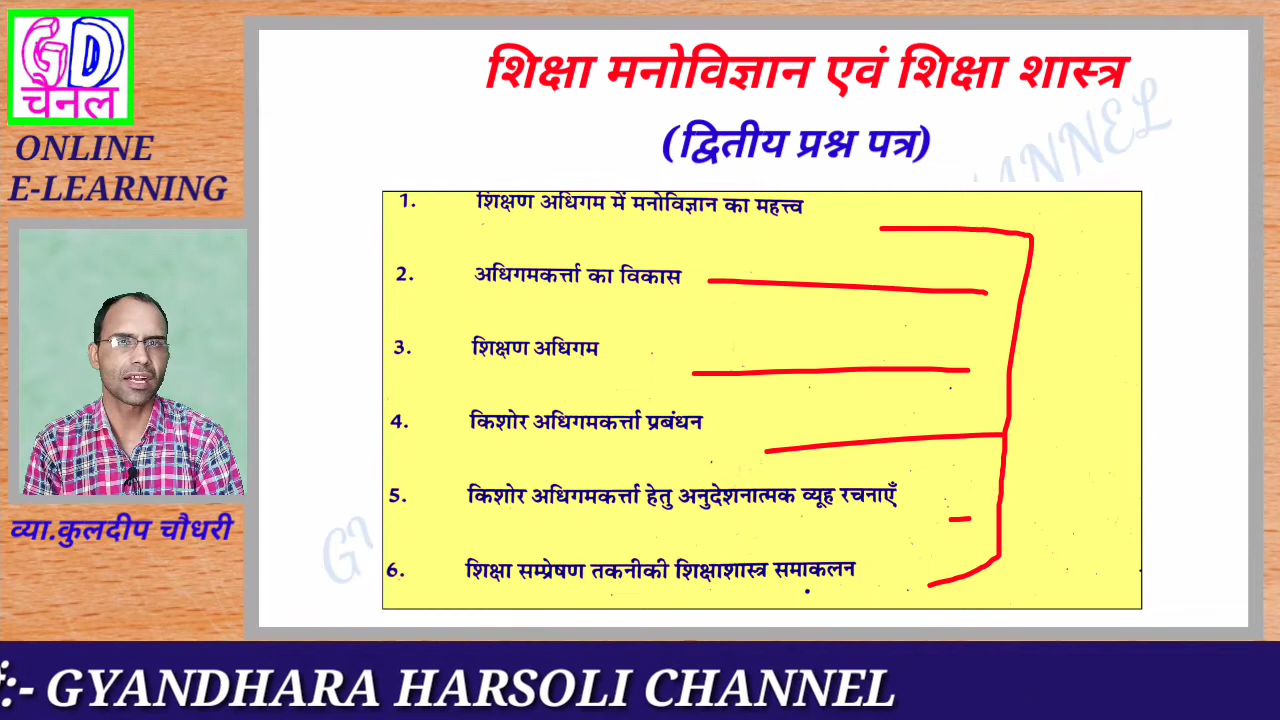 GD
चैनल
ONLINE
E-LEARNING
व्या.कुलदीप चौधरी
शिक्षा मनोविज्ञान एवं शिक्षा शास्त्र
(द्वितीय प्रश्न पत्र)
1. शिक्षण अधिगम में मनोविज्ञान का महत्त्व
2. अधिगमकर्त्ता का विकास
3. शिक्षण अधिगम
4. किशोर अधिगमकर्त्ता प्रबंधन
5. किशोर अधिगमकर्त्ता हेतु अनुदेशनात्मक व्यूह रचनाएँ
6. शिक्षा सम्प्रेषण तकनीकी शिक्षाशास्त्र समाकलन
:- GYANDHARA HARSOLI CHANNEL